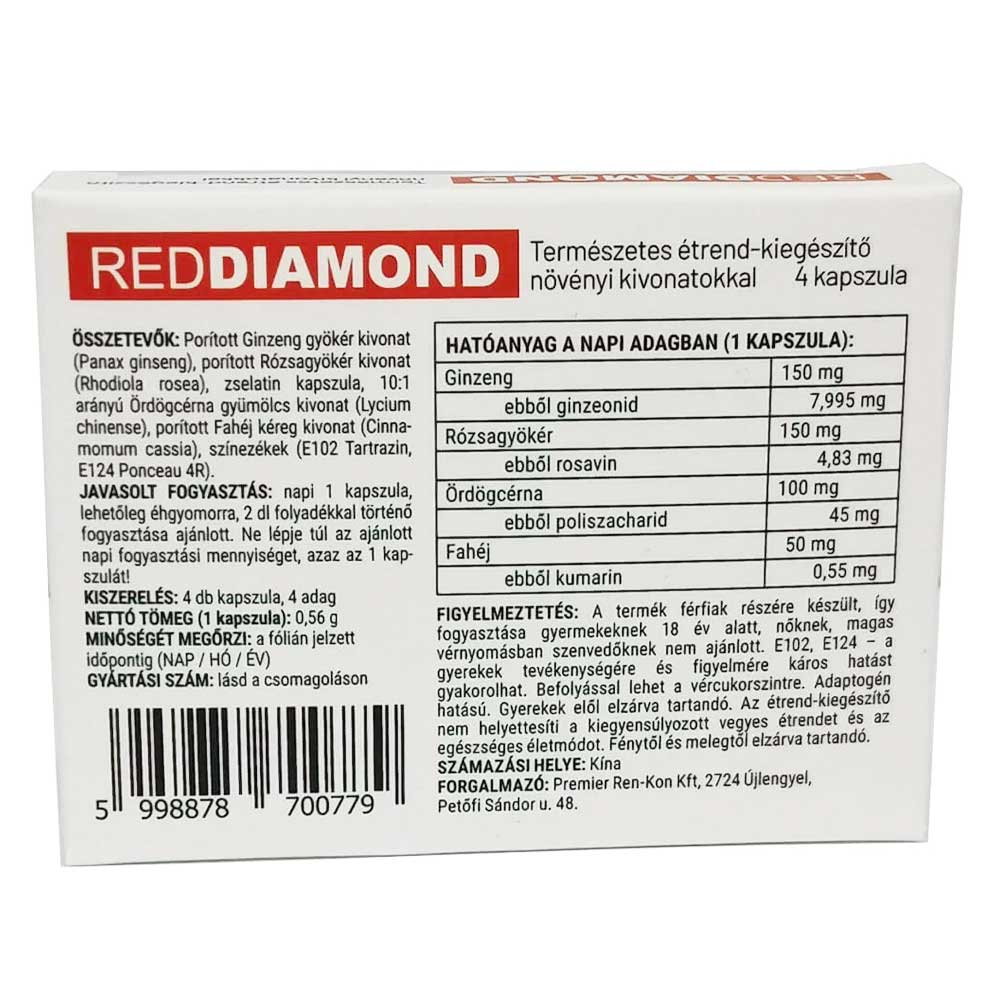 Természetes étrend-kiegészítő
növényi kivonatokkal
REDDIAMOND
REDDIAMOND
Természetes étrend-kiegészítő
növényi kivonatokkal 4 kapszula
ÖSSZETEVŐK: Porított Ginzeng gyökér kivonat
(Panax ginseng), porított Rózsagyökér kivonat
(Rhodiola rosea), zselatin kapszula, 10:1
arányú Ördögcérna gyümölcs kivonat (Lycium
chinense), porított Fahéj kéreg kivonat (Cinna-
momum cassia), színezékek (E102 Tartrazin,
E124 Ponceau 4R).
JAVASOLT FOGYASZTÁS: napi 1 kapszula,
lehetőleg éhgyomorra, 2 dl folyadékkal történő
fogyasztása ajánlott. Ne lépje túl az ajánlott
napi fogyasztási mennyiséget, azaz az 1 kap-
szulát!
KISZERELÉS: 4 db kapszula, 4 adag
NETTÓ TÖMEG (1 kapszula): 0,56 g
MINŐSÉGÉT MEGŐRZI: a fólián jelzett
időpontig (NAP / HÓ / ÉV)
GYÁRTÁSI SZÁM: lásd a csomagoláson
5 998878 700779
HATÓANYAG A NAPI ADAGBAN (1 KAPSZULA):
Ginzeng 150 mg
ebből ginzeonid 7,995 mg
Rózsagyökér 150 mg
ebből rosavin 4,83 mg
Ördögcérna 100 mg
ebből poliszacharid 45 mg
Fahéj 50 mg
ebből kumarin 0,55 mg
FIGYELMEZTETÉS: A termék férfiak részére készült, így
fogyasztása gyermekeknek 18 év alatt, nőknek, magas
vérnyomásban szenvedőknek nem ajánlott. E102, E124 – a
gyerekek tevékenységére és figyelmére káros hatást
gyakorolhat. Befolyással lehet a vércukorszintre. Adaptogén
hatású. Gyerekek elől elzárva tartandó. Az étrend-kiegészítő
nem helyettesíti a kiegyensúlyozott vegyes étrendet és az
egészséges életmódot. Fénytől és melegtől elzárva tartandó.
SZÁMAZÁSI HELYE: Kína
FORGALMAZÓ: Premier Ren-Kon Kft, 2724 Újlengyel,
Petőfi Sándor u. 48.